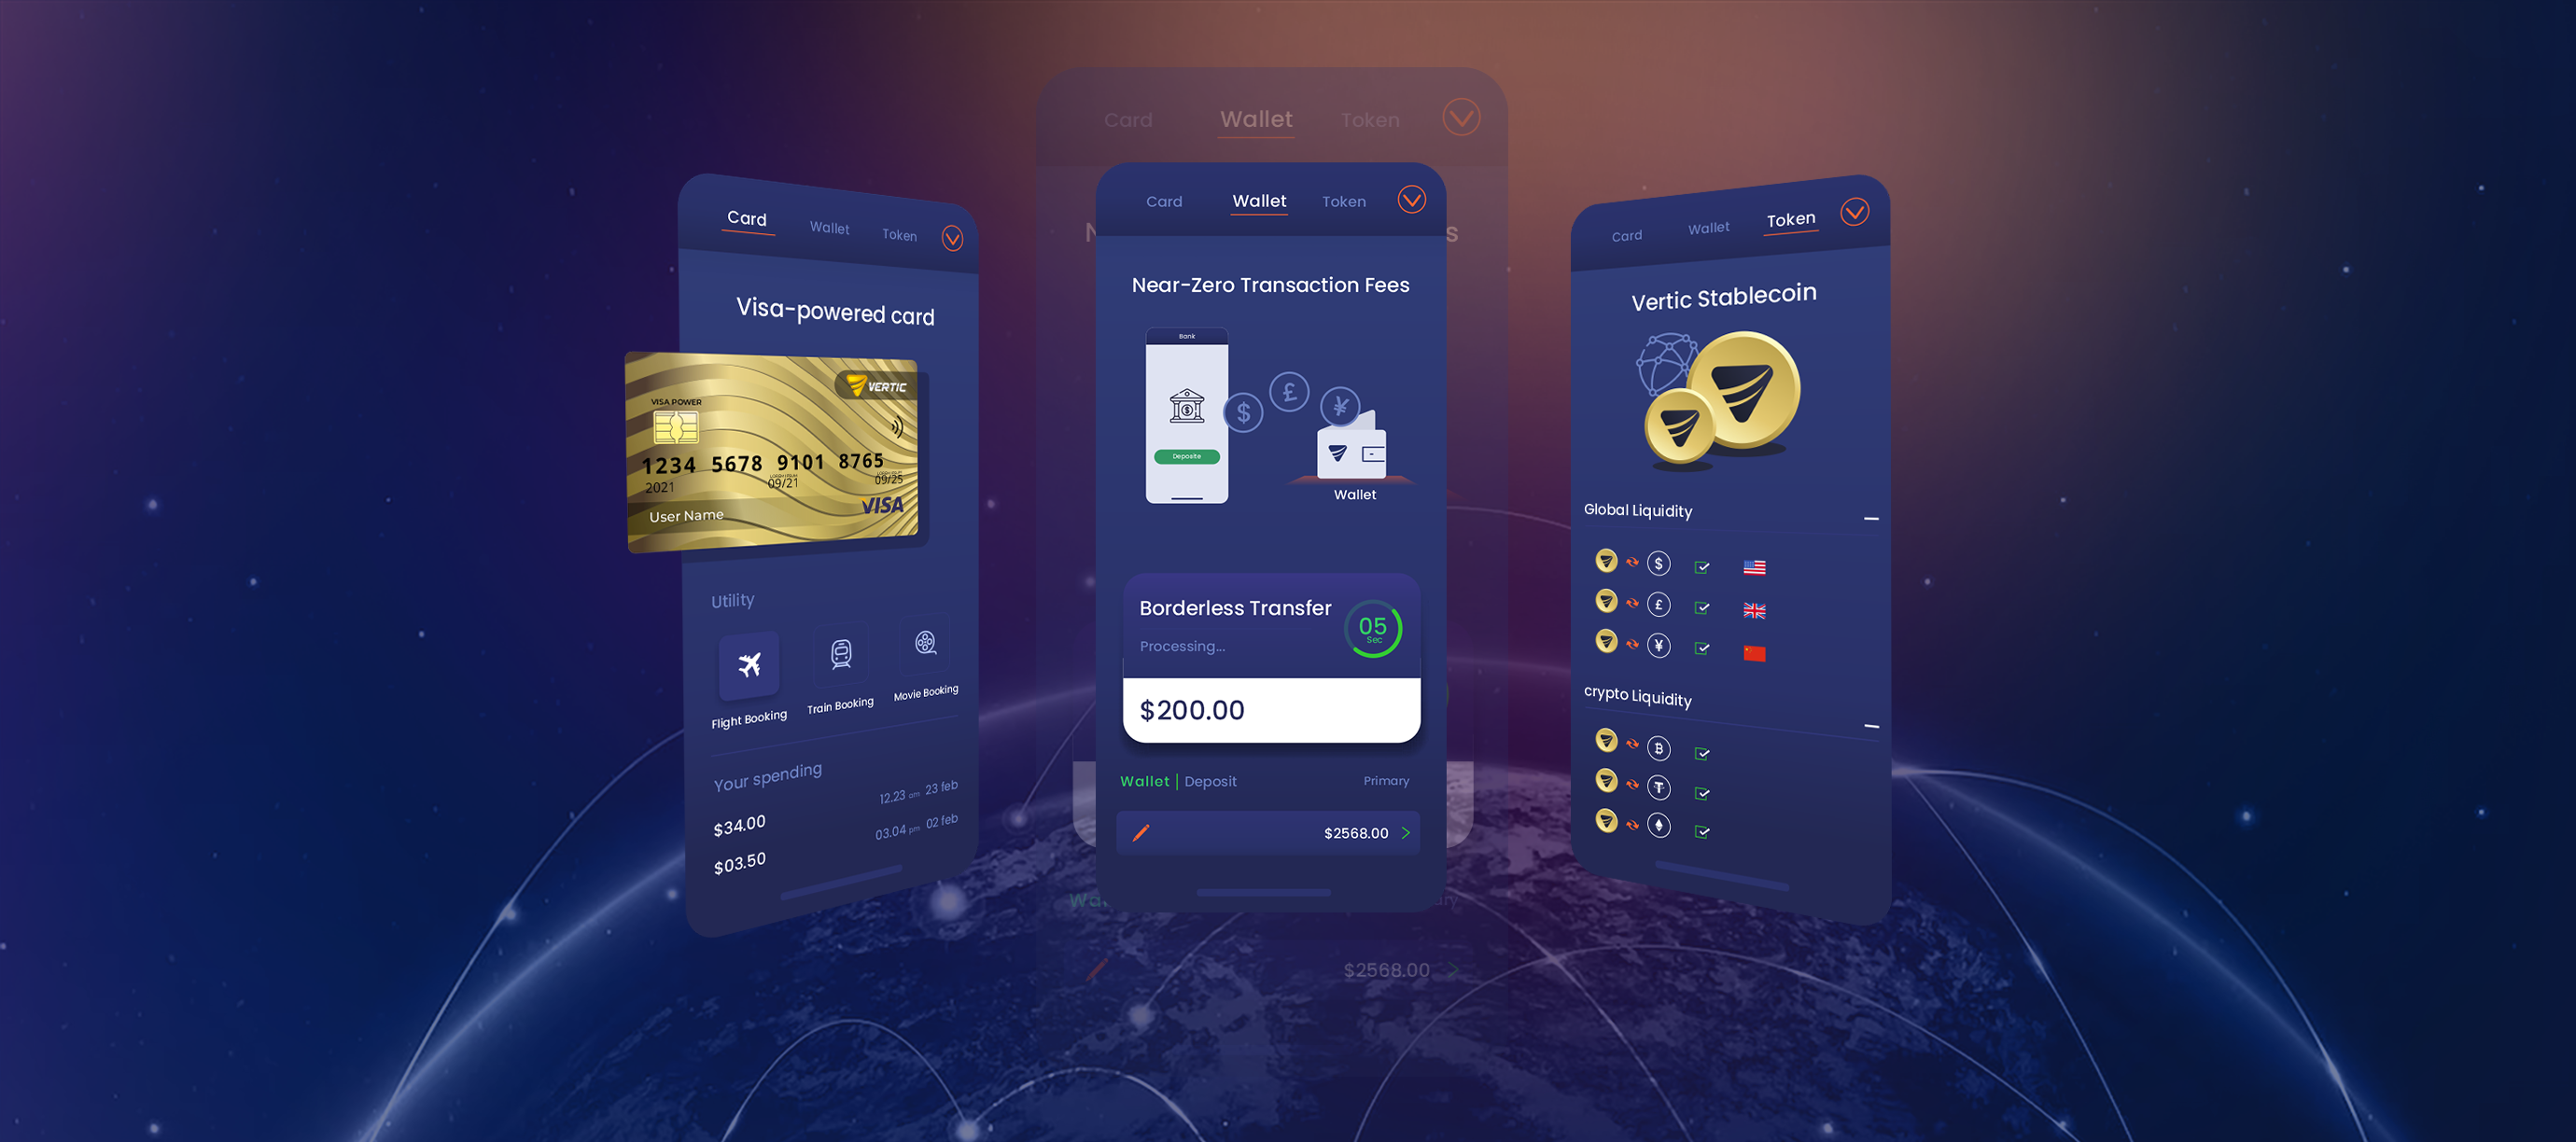 Card Wallet Token
Visa-powered card
VERTIC
VISA POWER
1234 5678 9101 8765
2021 09/21 09/25
User Name
VISA
Utility
Flight Booking Train Booking Movie Booking
Your spending
$34.00 12.23 am 23 feb
$03.50 03.04 pm 02 feb
Card Wallet Token
Card Wallet Token
Near-Zero Transaction Fees
Bank
$ £ ¥
Deposite
Wallet
Borderless Transfer
Processing...
05
Sec
$200.00
Wallet | Deposit Primary
$2568.00
$2568.00
Card Wallet Token
Vertic Stablecoin
Global Liquidity
$
£
¥
crypto Liquidity